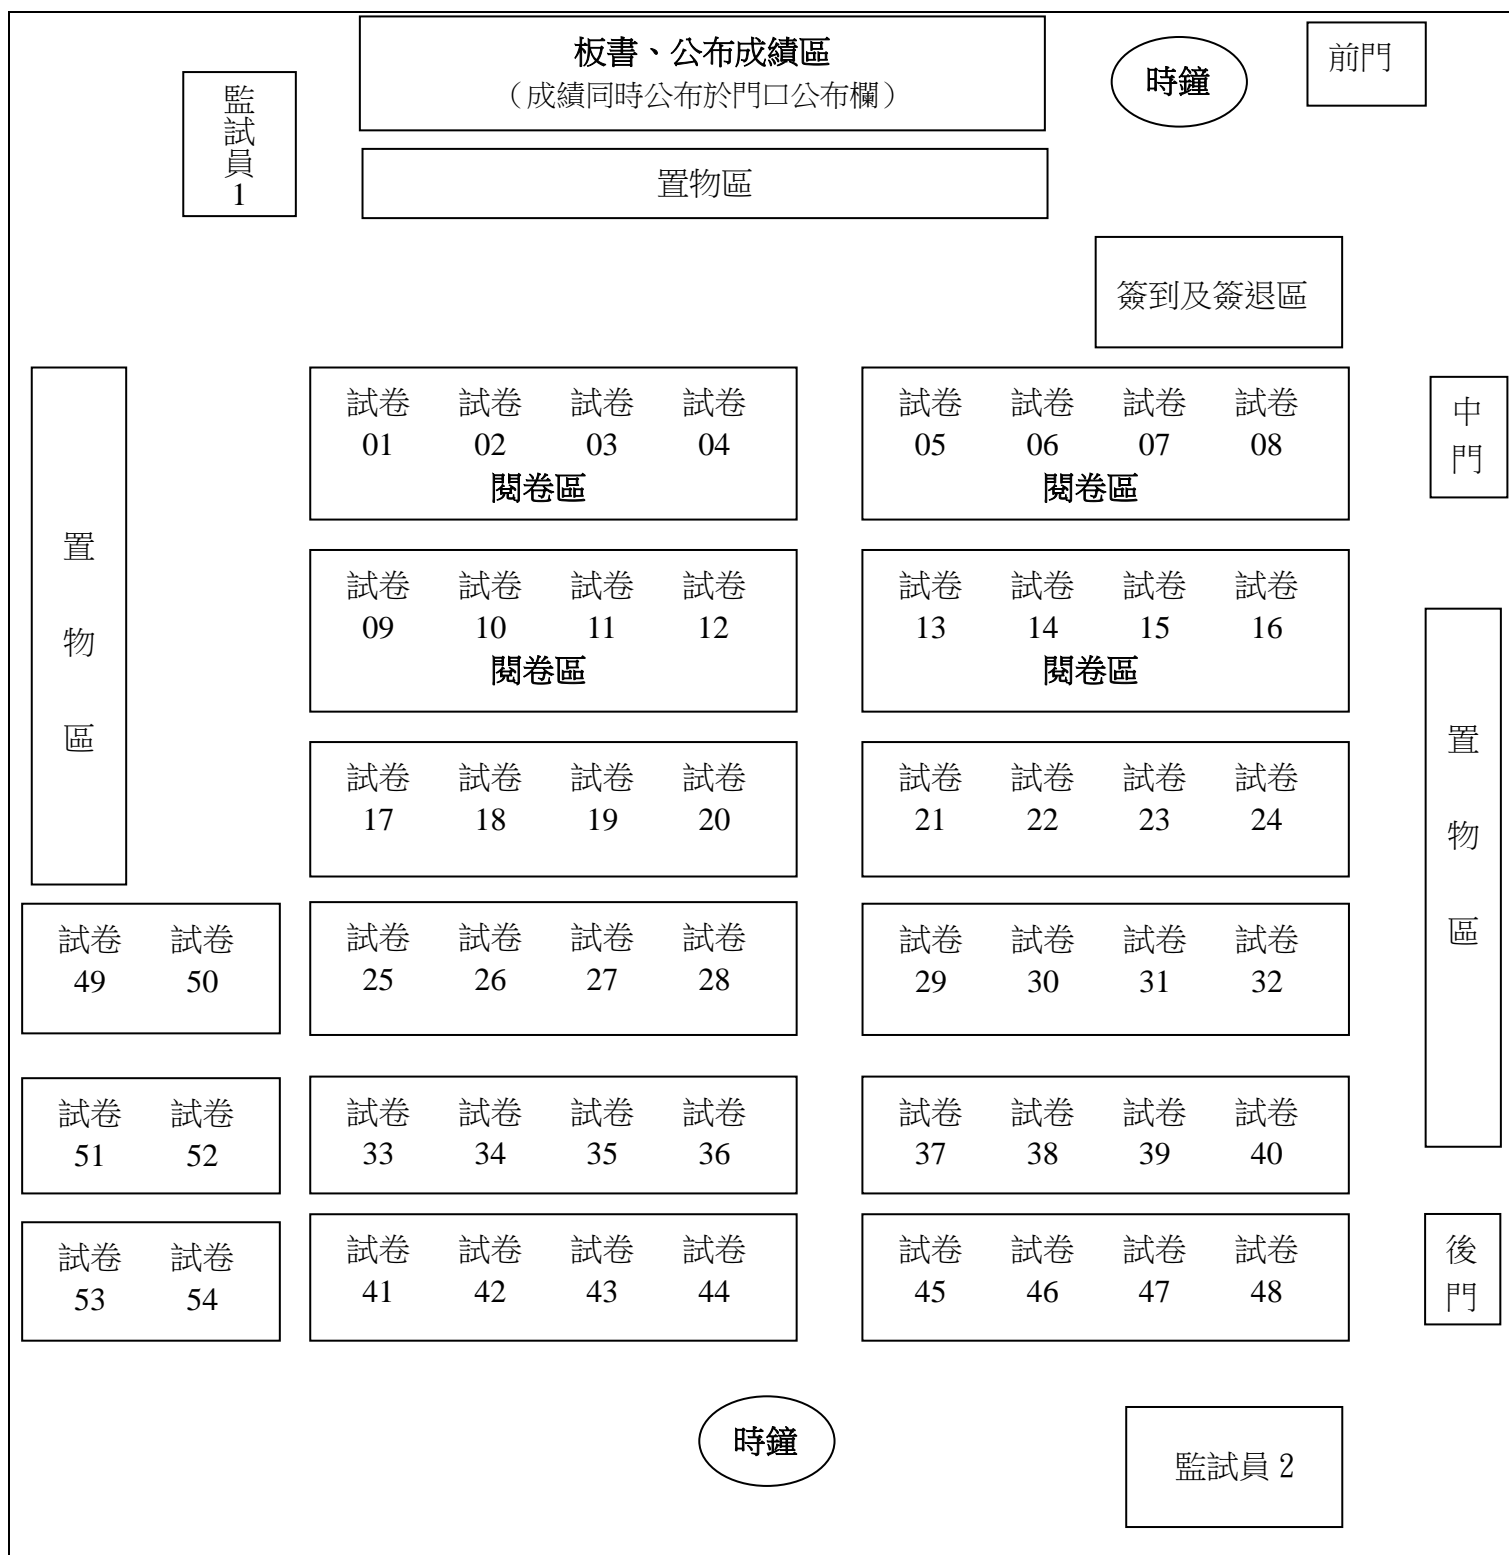 板書、公布成績區
（成績同時公布於門口公布欄）
時鐘
前門
監試員1
置物區
簽到及簽退區
置物區
試卷 試卷 試卷 試卷
01 02 03 04
閱卷區
試卷 試卷 試卷 試卷
05 06 07 08
閱卷區
中門
試卷 試卷 試卷 試卷
09 10 11 12
閱卷區
試卷 試卷 試卷 試卷
13 14 15 16
閱卷區
置物區
試卷 試卷 試卷 試卷
17 18 19 20
試卷 試卷 試卷 試卷
21 22 23 24
試卷 試卷
49 50
試卷 試卷 試卷 試卷
25 26 27 28
試卷 試卷 試卷 試卷
29 30 31 32
試卷 試卷
51 52
試卷 試卷 試卷 試卷
33 34 35 36
試卷 試卷 試卷 試卷
37 38 39 40
試卷 試卷
53 54
試卷 試卷 試卷 試卷
41 42 43 44
試卷 試卷 試卷 試卷
45 46 47 48
後門
時鐘
監試員 2